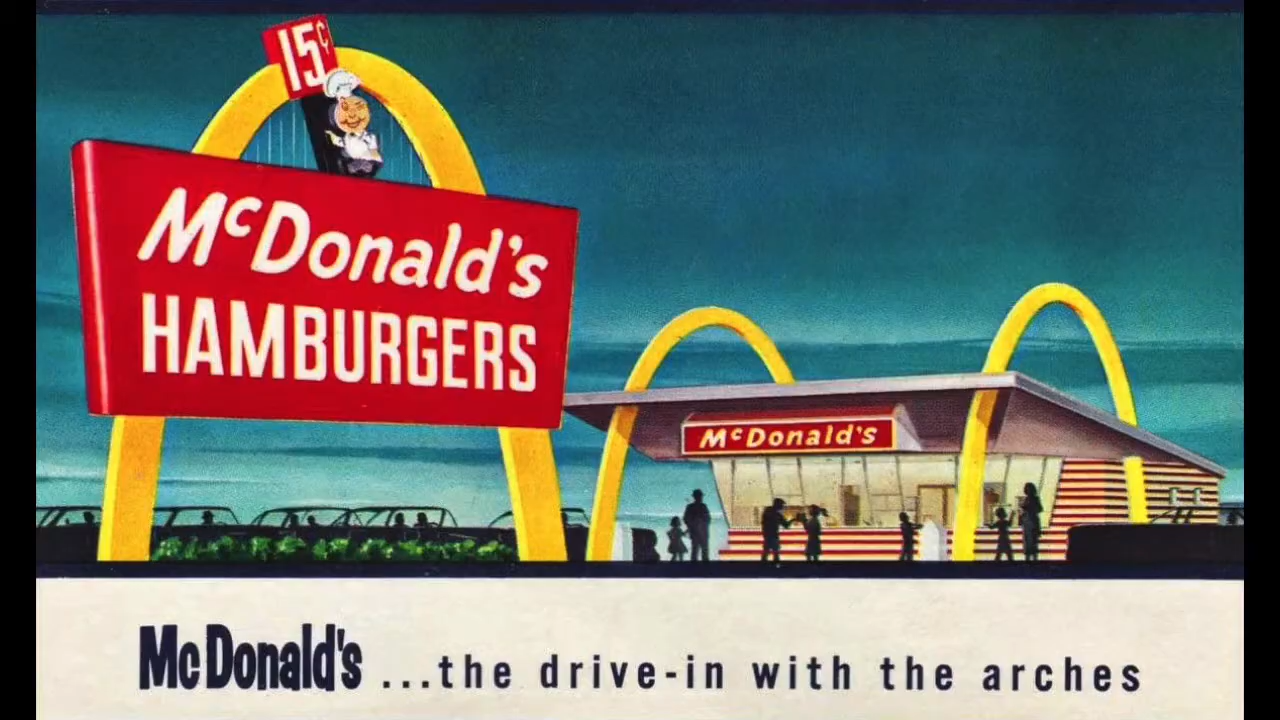 15¢
McDonald's
HAMBURGERS
McDonald's
McDonald's ...the drive-in with the arches